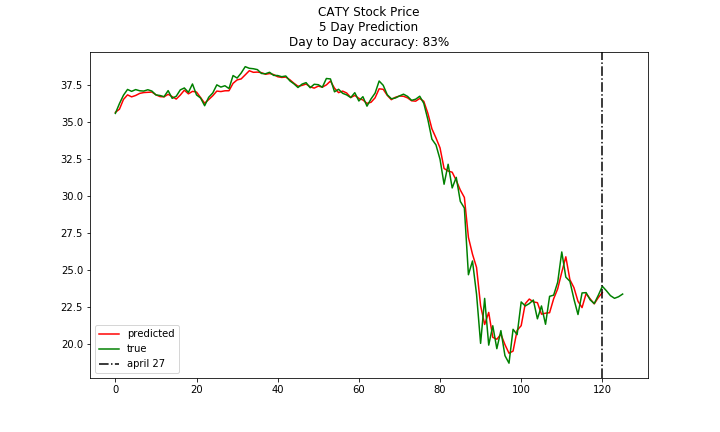 CATY Stock Price
5 Day Prediction
Day to Day accuracy: 83%
37.5
35.0
32.5
30.0
27.5
25.0
22.5
20.0
predicted
true
april 27
0
20
40
60
80
100
120